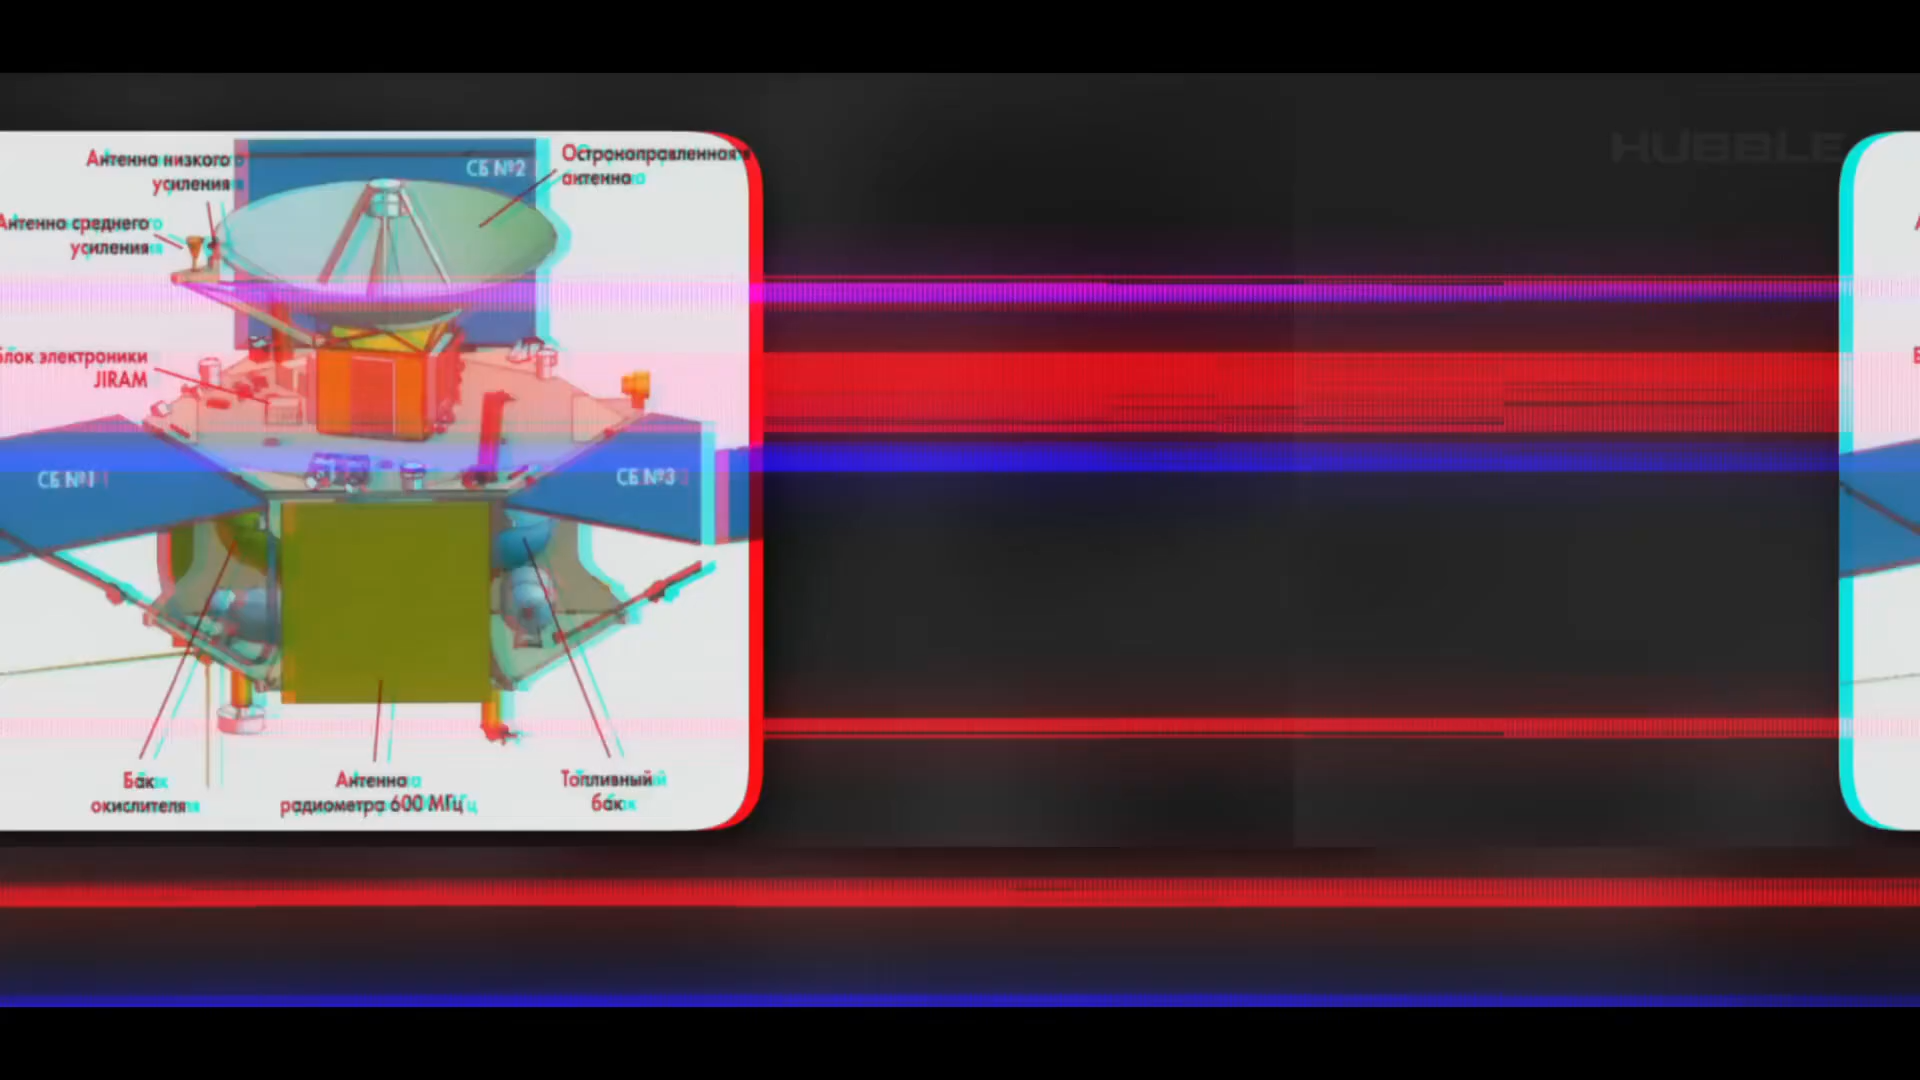 HUBBLE
Антенна низкого
усиления
СБ №2
Остронаправленная
антенна
Антенна среднего
усиления
Блок электроники
JIRAM
СБ №1
СБ №3
Бак
окислителя
Антенна
радиометра 600 МГц
Топливный
бак